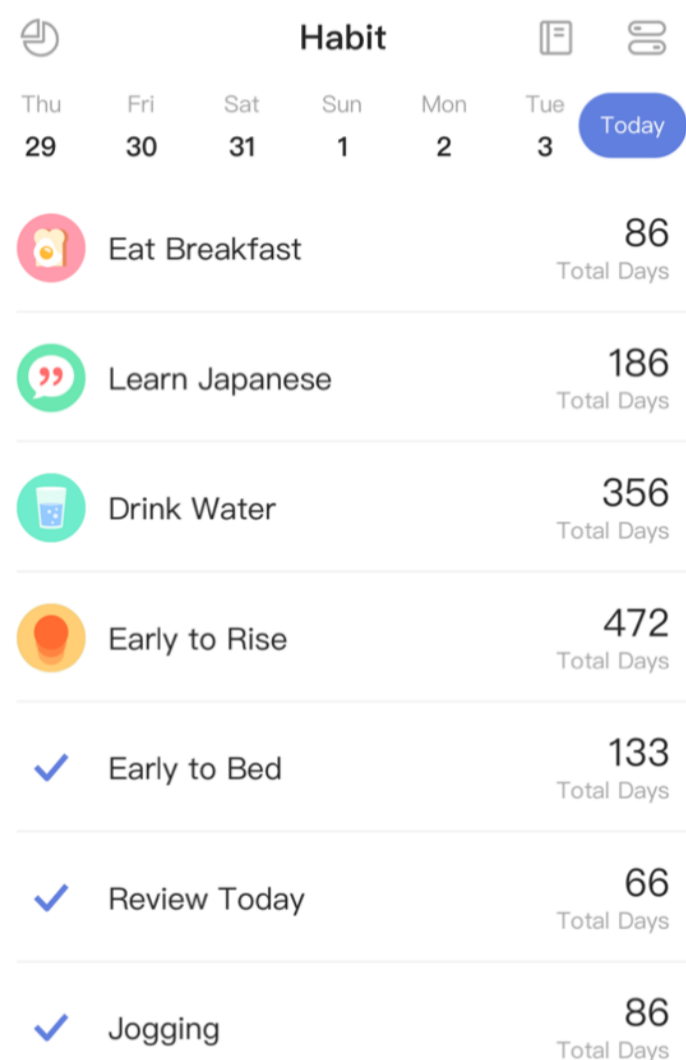 Habit
Thu Fri Sat Sun Mon Tue Today
29 30 31 1 2 3
Eat Breakfast 86
Total Days
Learn Japanese 186
Total Days
Drink Water 356
Total Days
Early to Rise 472
Total Days
Early to Bed 133
Total Days
Review Today 66
Total Days
Jogging 86
Total Days